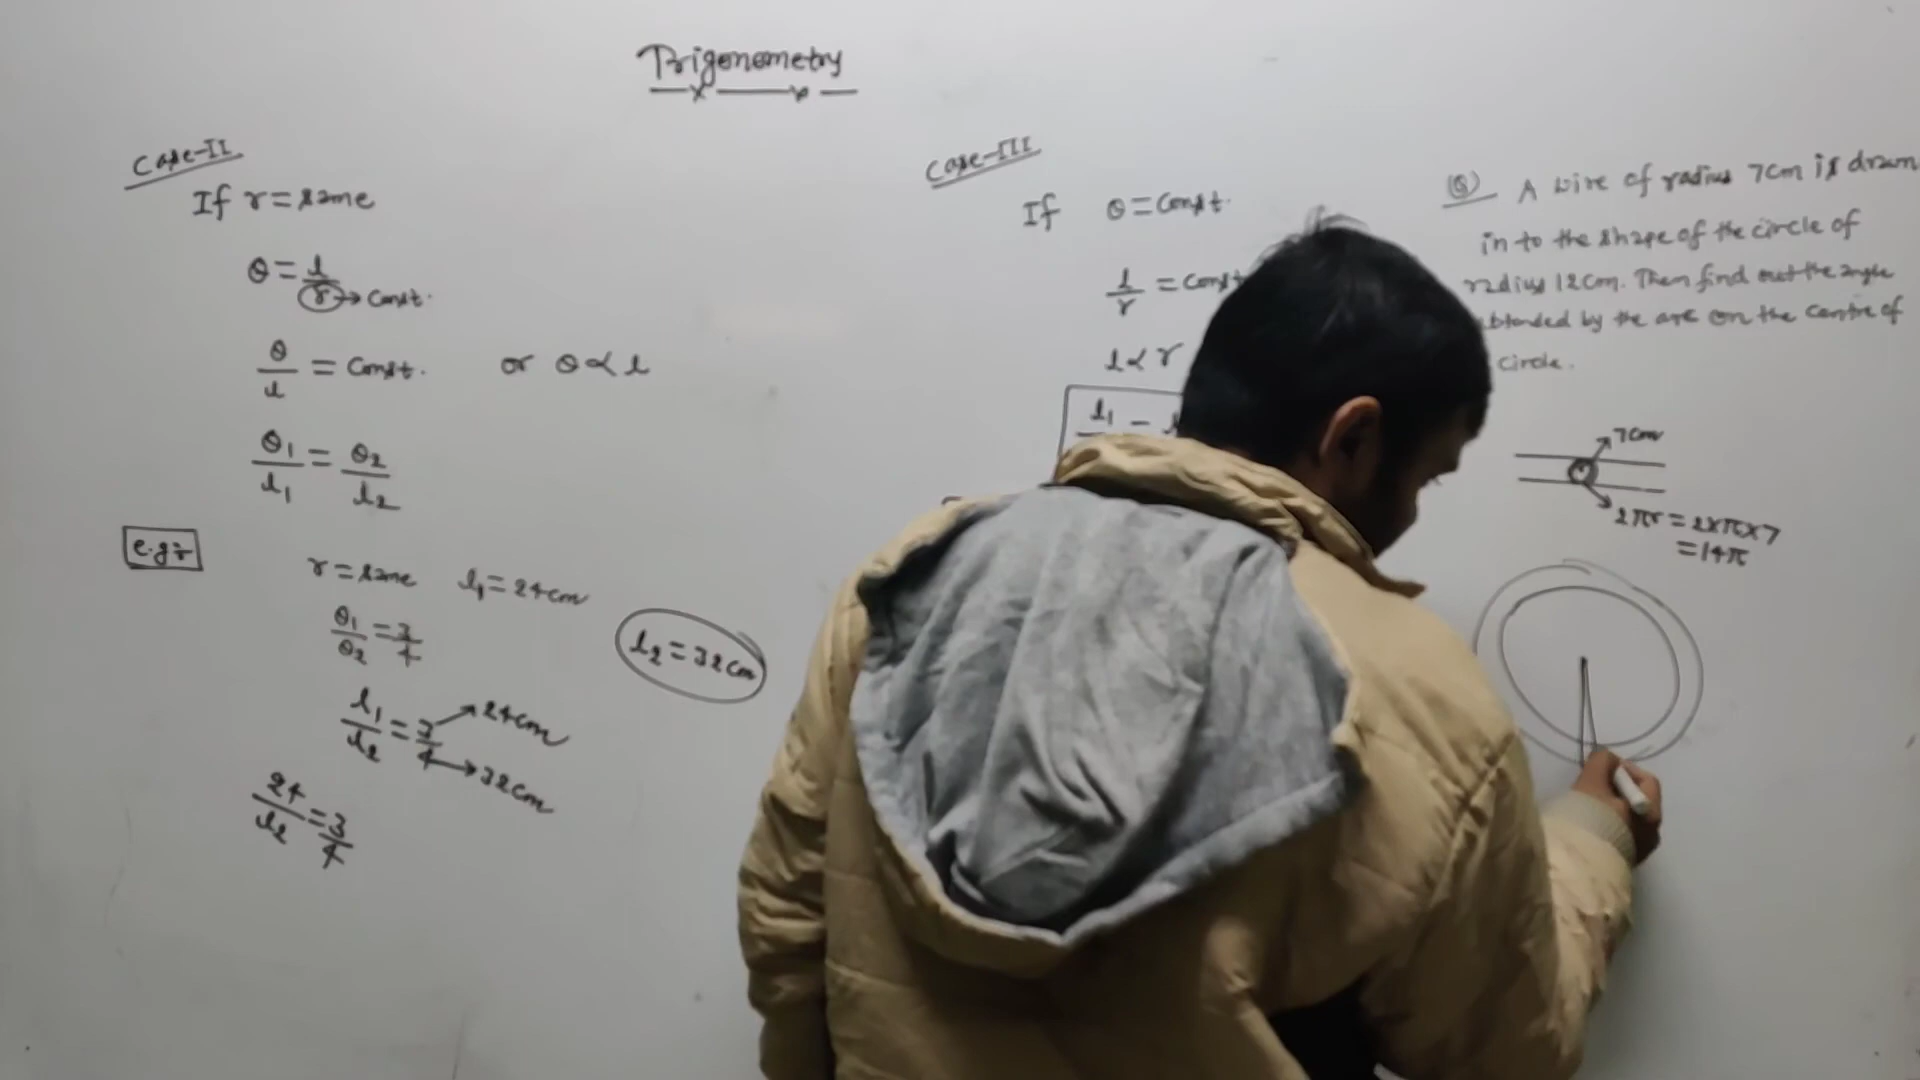 Trigonometry
Case-II
If r = same
θ = l/r → Const.
θ/l = Const. or θ ∝ l
θ1/l1 = θ2/l2
e.g:-
r = same l1 = 24cm
θ1/θ2 = 3/4
l2 = 32cm
l1/l2 = 3/4 → 24cm
→ 32cm
24/l2 = 3/4
Case-III
If θ = Const.
l/r = Const
l ∝ r
l1 =
Q) A wire of radius 7cm is drawn
in to the shape of the circle of
radius 12cm. Then find out the angle
btended by the arc on the centre of
circle.
7cm
2πr = 2×π×7
= 14π